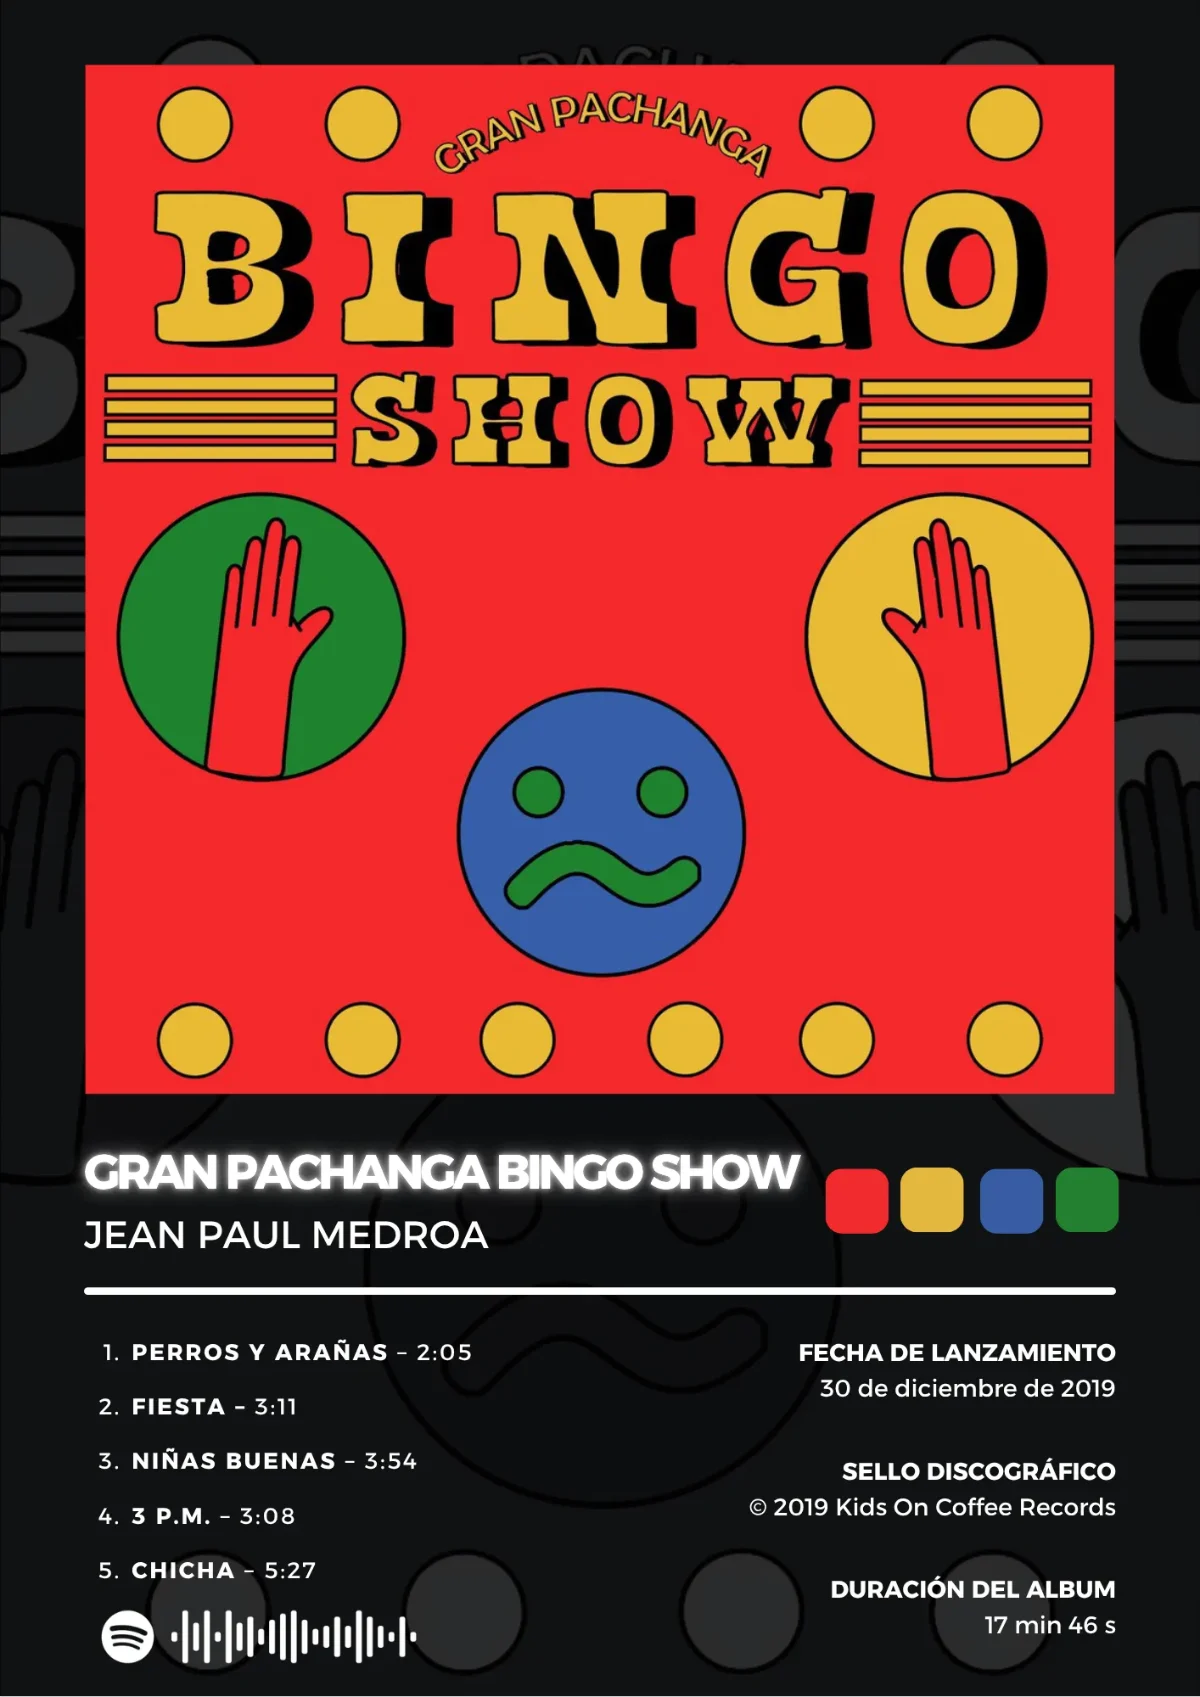 GRAN PACHANGA
BINGO
SHOW
GRAN PACHANGA BINGO SHOW
JEAN PAUL MEDROA
1. PERROS Y ARAÑAS – 2:05
2. FIESTA – 3:11
3. NIÑAS BUENAS – 3:54
4. 3 P.M. – 3:08
5. CHICHA – 5:27
FECHA DE LANZAMIENTO
30 de diciembre de 2019
SELLO DISCOGRÁFICO
© 2019 Kids On Coffee Records
DURACIÓN DEL ALBUM
17 min 46 s